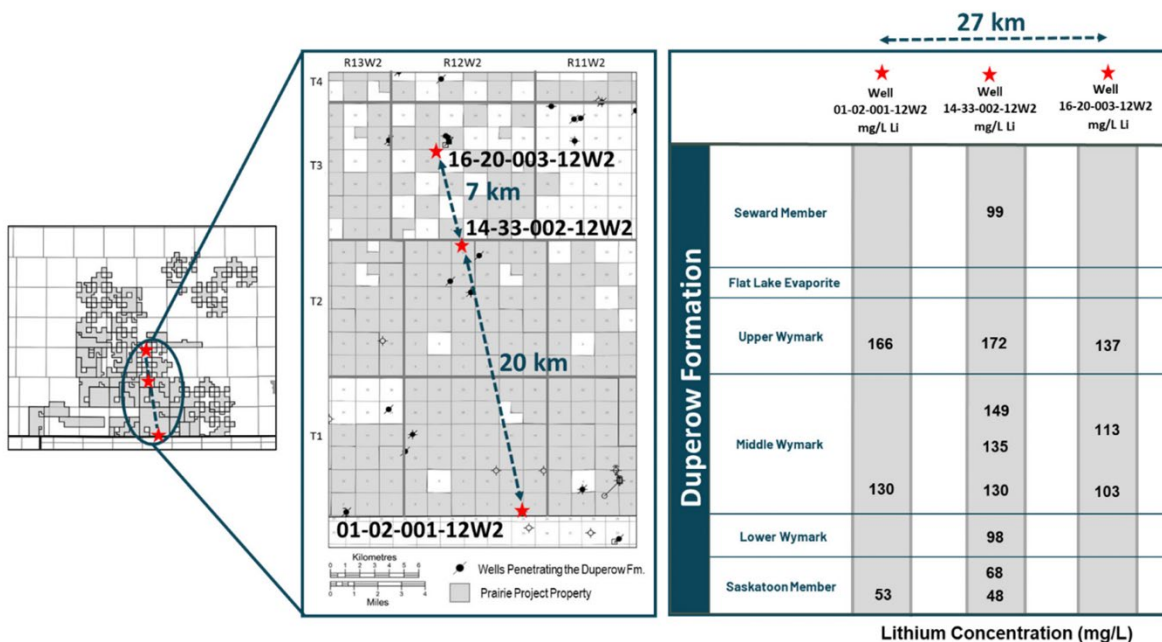 R13W2 R12W2 R11W2
T4
T3
T2
T1
16-20-003-12W2
7 km
14-33-002-12W2
20 km
01-02-001-12W2
Kilometres
Miles
Wells Penetrating the Duperow Fm.
Prairie Project Property
27 km
Well
01-02-001-12W2
mg/L Li
Well
14-33-002-12W2
mg/L Li
Well
16-20-003-12W2
mg/L Li
Duperow Formation
Seward Member 99
Flat Lake Evaporite
Upper Wymark 166 172 137
Middle Wymark
149
113
135
130 130 103
Lower Wymark 98
Saskatoon Member
68
53 48
Lithium Concentration (mg/L)